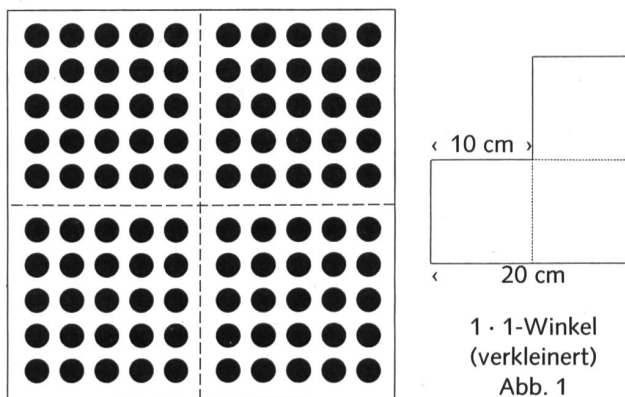 ‹ 10 cm ›
‹ 20 cm
1 · 1-Winkel
(verkleinert)
Abb. 1